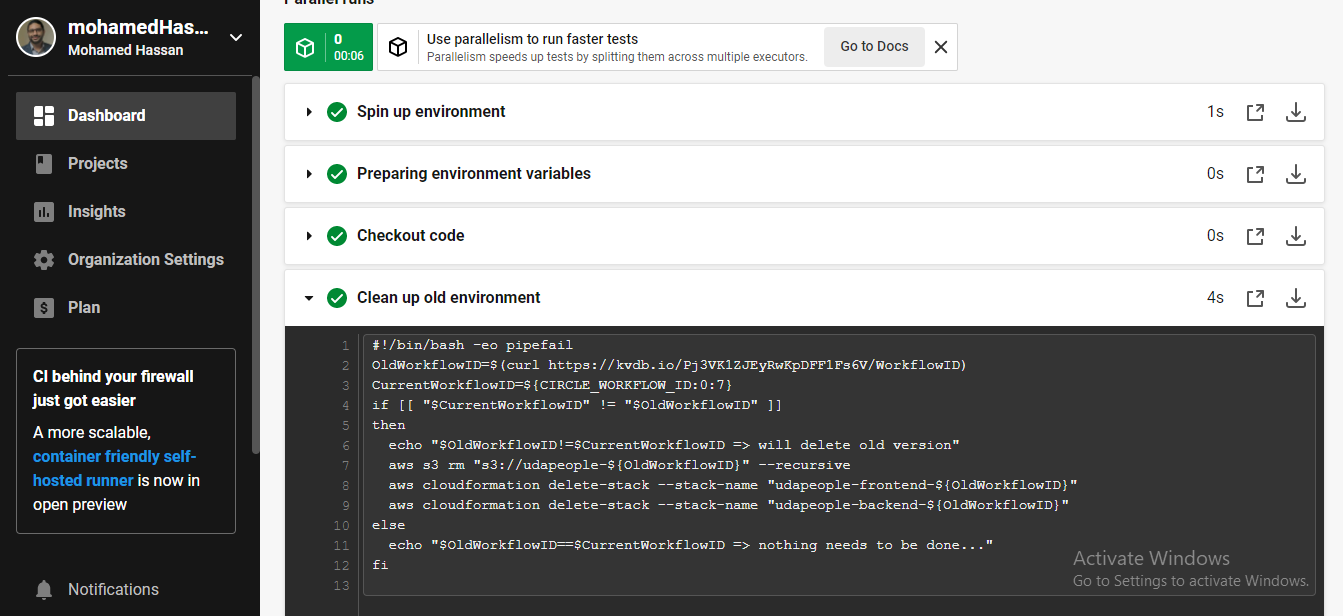 Parallel runs
mohamedHas...
Mohamed Hassan
Dashboard
Projects
Insights
Organization Settings
Plan
CI behind your firewall
just got easier
A more scalable,
container friendly self-
hosted runner is now in
open preview
Notifications
0
00:06
Use parallelism to run faster tests
Parallelism speeds up tests by splitting them across multiple executors.
Go to Docs
Spin up environment 1s
Preparing environment variables 0s
Checkout code 0s
Clean up old environment 4s
1 #!/bin/bash -eo pipefail
2 OldWorkflowID=$(curl https://kvdb.io/Pj3VK1ZJEyRwKpDFF1Fs6V/WorkflowID)
3 CurrentWorkflowID=${CIRCLE_WORKFLOW_ID:0:7}
4 if [[ "$CurrentWorkflowID" != "$OldWorkflowID" ]]
5 then
6   echo "$OldWorkflowID!=$CurrentWorkflowID => will delete old version"
7   aws s3 rm "s3://udapeople-${OldWorkflowID}" --recursive
8   aws cloudformation delete-stack --stack-name "udapeople-frontend-${OldWorkflowID}"
9   aws cloudformation delete-stack --stack-name "udapeople-backend-${OldWorkflowID}"
10 else
11   echo "$OldWorkflowID==$CurrentWorkflowID => nothing needs to be done..."
12 fi
13
Activate Windows
Go to Settings to activate Windows.